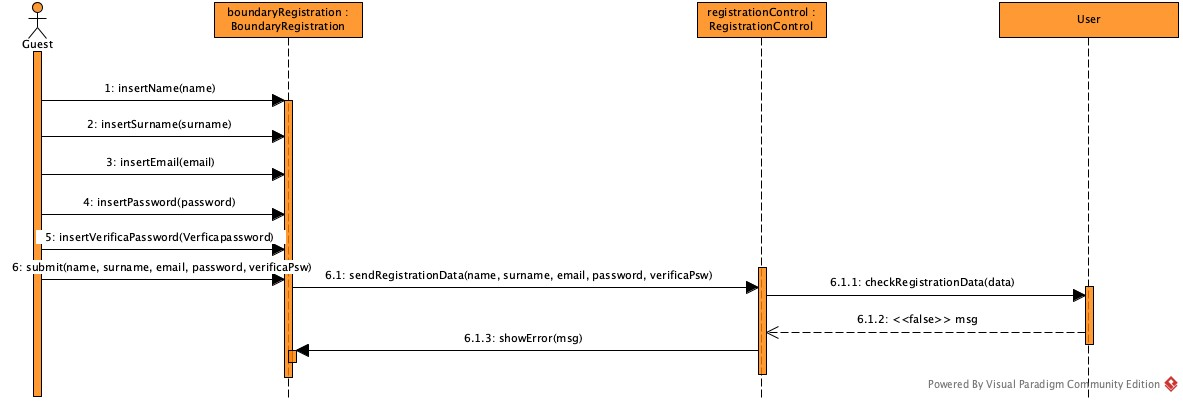 boundaryRegistration :
BoundaryRegistration
registrationControl :
RegistrationControl
User
Guest
1: insertName(name)
2: insertSurname(surname)
3: insertEmail(email)
4: insertPassword(password)
5: insertVerificaPassword(Verficapassword)
6: submit(name, surname, email, password, verificaPsw)
6.1: sendRegistrationData(name, surname, email, password, verificaPsw)
6.1.1: checkRegistrationData(data)
6.1.2: <<false>> msg
6.1.3: showError(msg)
Powered By Visual Paradigm Community Edition